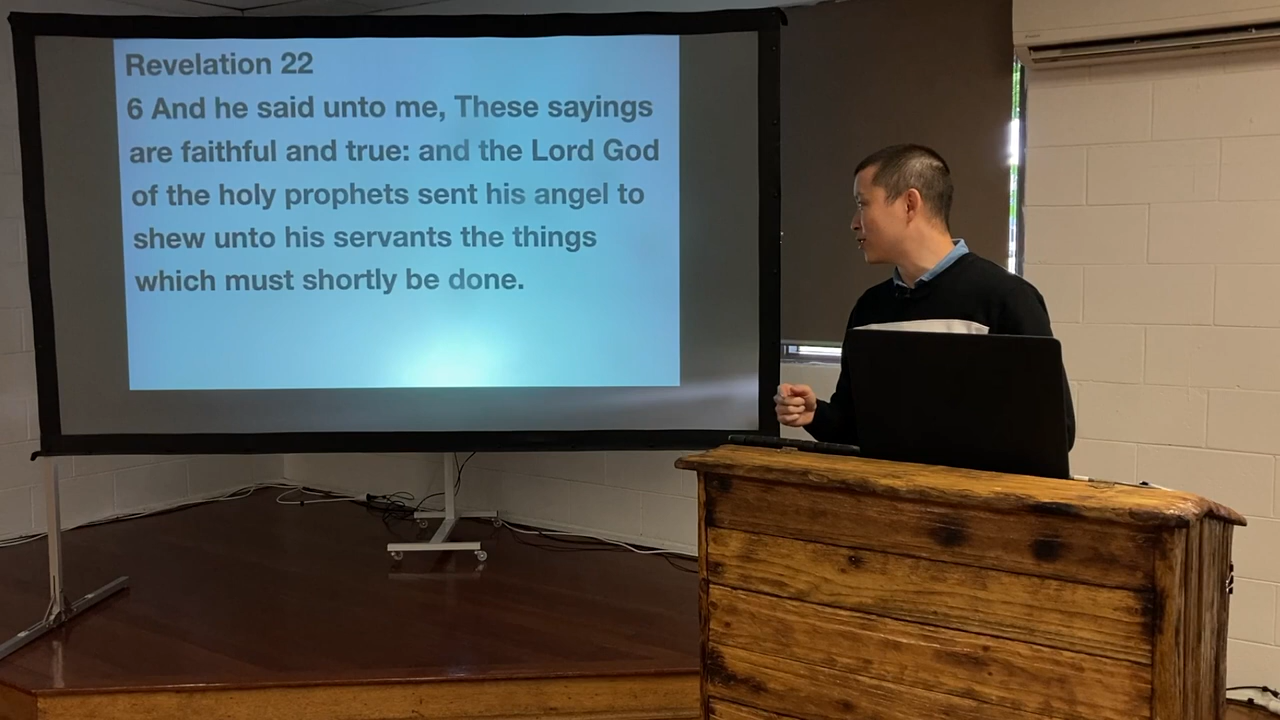 Revelation 22
6 And he said unto me, These sayings
are faithful and true: and the Lord God
of the holy prophets sent his angel to
shew unto his servants the things
which must shortly be done.